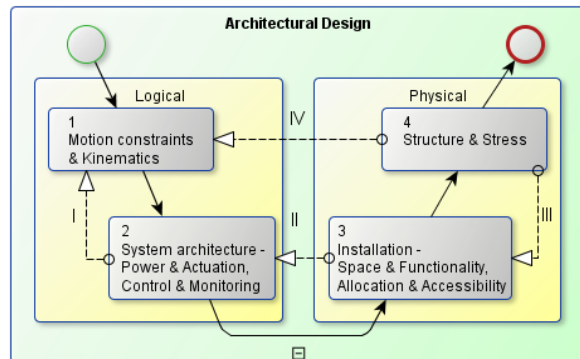 Architectural Design
Logical
Physical
1
Motion constraints
& Kinematics
IV
4
Structure & Stress
I
II
III
2
System architecture -
Power & Actuation,
Control & Monitoring
3
Installation -
Space & Functionality,
Allocation & Accessibility